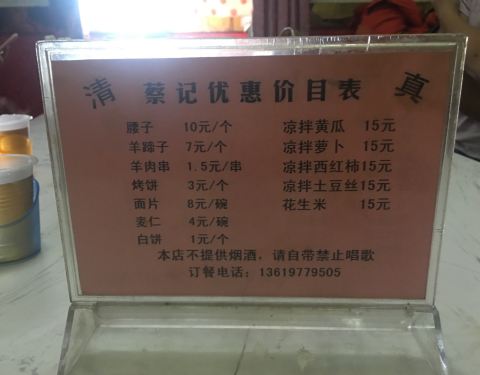 清 蔡记优惠价目表 真
腰子 10元/个 凉拌黄瓜 15元
羊蹄子 7元/个 凉拌萝卜 15元
羊肉串 1.5元/串 凉拌西红柿15元
烤饼 3元/个 凉拌土豆丝15元
面片 8元/碗 花生米 15元
麦仁 4元/碗
白饼 1元/个
本店不提供烟酒，请自带禁止唱歌
订餐电话：13619779505